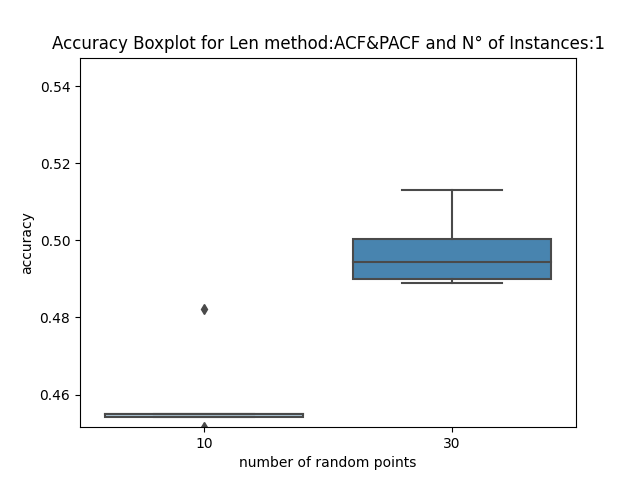 Accuracy Boxplot for Len method:ACF&PACF and N° of Instances:1
0.54
0.52
0.50
0.48
0.46
accuracy
10
30
number of random points